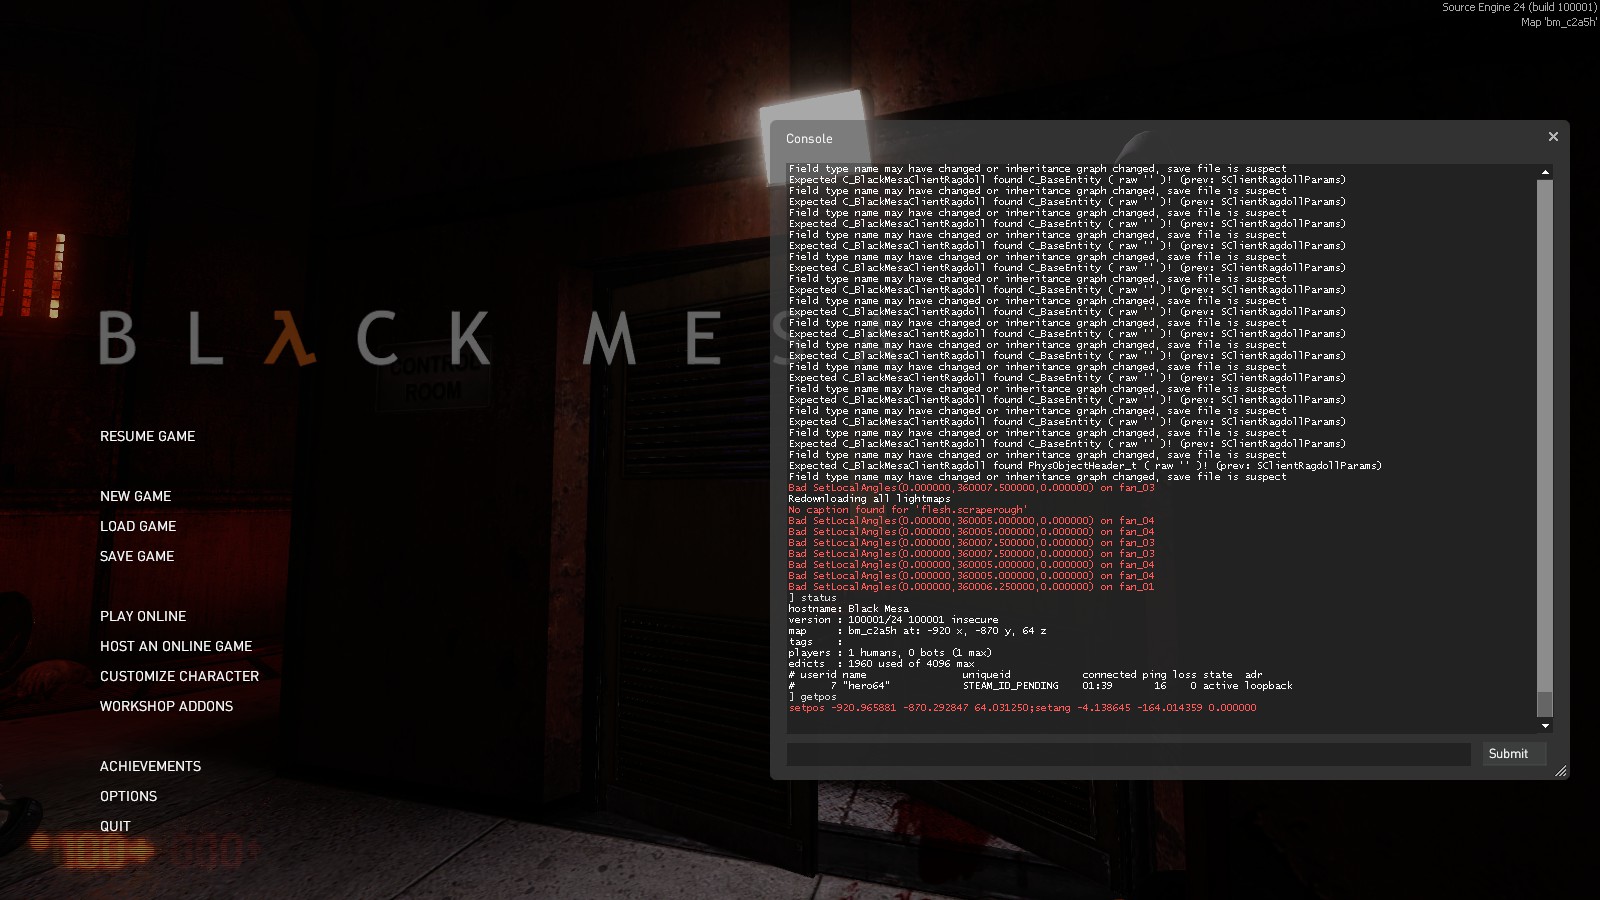 Source Engine 24 (build 100001)
Map 'bm_c2a5h'
BLλCK MES
CONTROL
ROOM
RESUME GAME
NEW GAME
LOAD GAME
SAVE GAME
PLAY ONLINE
HOST AN ONLINE GAME
CUSTOMIZE CHARACTER
WORKSHOP ADDONS
ACHIEVEMENTS
OPTIONS
QUIT
100
Console
Field type name may have changed or inheritance graph changed, save file is suspect
Expected C_BlackMesaClientRagdoll found C_BaseEntity ( raw '' )! (prev: SClientRagdollParams)
Field type name may have changed or inheritance graph changed, save file is suspect
Expected C_BlackMesaClientRagdoll found C_BaseEntity ( raw '' )! (prev: SClientRagdollParams)
Field type name may have changed or inheritance graph changed, save file is suspect
Expected C_BlackMesaClientRagdoll found C_BaseEntity ( raw '' )! (prev: SClientRagdollParams)
Field type name may have changed or inheritance graph changed, save file is suspect
Expected C_BlackMesaClientRagdoll found C_BaseEntity ( raw '' )! (prev: SClientRagdollParams)
Field type name may have changed or inheritance graph changed, save file is suspect
Expected C_BlackMesaClientRagdoll found C_BaseEntity ( raw '' )! (prev: SClientRagdollParams)
Field type name may have changed or inheritance graph changed, save file is suspect
Expected C_BlackMesaClientRagdoll found C_BaseEntity ( raw '' )! (prev: SClientRagdollParams)
Field type name may have changed or inheritance graph changed, save file is suspect
Expected C_BlackMesaClientRagdoll found C_BaseEntity ( raw '' )! (prev: SClientRagdollParams)
Field type name may have changed or inheritance graph changed, save file is suspect
Expected C_BlackMesaClientRagdoll found C_BaseEntity ( raw '' )! (prev: SClientRagdollParams)
Field type name may have changed or inheritance graph changed, save file is suspect
Expected C_BlackMesaClientRagdoll found C_BaseEntity ( raw '' )! (prev: SClientRagdollParams)
Field type name may have changed or inheritance graph changed, save file is suspect
Expected C_BlackMesaClientRagdoll found C_BaseEntity ( raw '' )! (prev: SClientRagdollParams)
Field type name may have changed or inheritance graph changed, save file is suspect
Expected C_BlackMesaClientRagdoll found C_BaseEntity ( raw '' )! (prev: SClientRagdollParams)
Field type name may have changed or inheritance graph changed, save file is suspect
Expected C_BlackMesaClientRagdoll found C_BaseEntity ( raw '' )! (prev: SClientRagdollParams)
Field type name may have changed or inheritance graph changed, save file is suspect
Expected C_BlackMesaClientRagdoll found C_BaseEntity ( raw '' )! (prev: SClientRagdollParams)
Field type name may have changed or inheritance graph changed, save file is suspect
Expected C_BlackMesaClientRagdoll found PhysObjectHeader_t ( raw '' )! (prev: SClientRagdollParams)
Field type name may have changed or inheritance graph changed, save file is suspect
Bad SetLocalAngles(0.000000,360007.500000,0.000000) on fan_03
Redownloading all lightmaps
No caption found for 'flesh.scraperough'
Bad SetLocalAngles(0.000000,360005.000000,0.000000) on fan_04
Bad SetLocalAngles(0.000000,360005.000000,0.000000) on fan_04
Bad SetLocalAngles(0.000000,360007.500000,0.000000) on fan_03
Bad SetLocalAngles(0.000000,360007.500000,0.000000) on fan_03
Bad SetLocalAngles(0.000000,360005.000000,0.000000) on fan_04
Bad SetLocalAngles(0.000000,360005.000000,0.000000) on fan_04
Bad SetLocalAngles(0.000000,360006.250000,0.000000) on fan_01
] status
hostname: Black Mesa
version : 100001/24 100001 insecure
map     : bm_c2a5h at: -920 x, -870 y, 64 z
tags    :
players : 1 humans, 0 bots (1 max)
edicts  : 1960 used of 4096 max
# userid name                uniqueid            connected ping loss state  adr
#      7 "hero64"            STEAM_ID_PENDING    01:39       16    0 active loopback
] getpos
setpos -920.965881 -870.292847 64.031250;setang -4.138645 -164.014359 0.000000
Submit